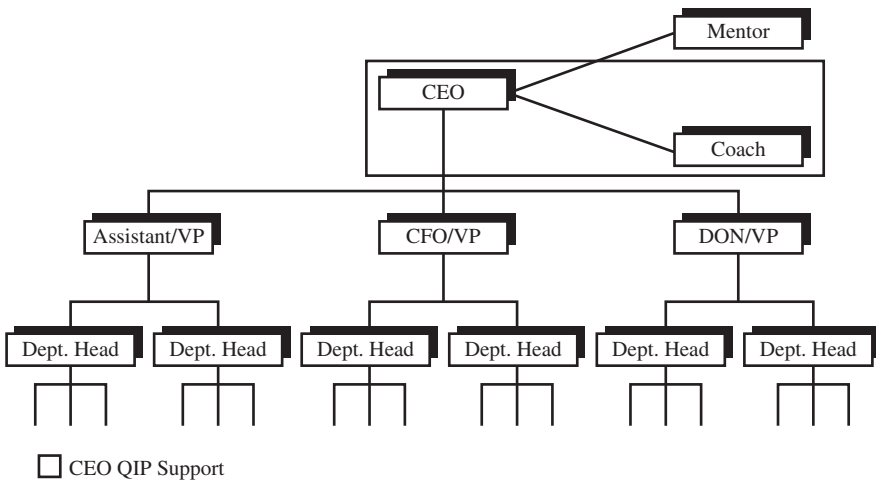 Mentor
CEO
Coach
Assistant/VP
CFO/VP
DON/VP
Dept. Head
Dept. Head
Dept. Head
Dept. Head
Dept. Head
Dept. Head
CEO QIP Support